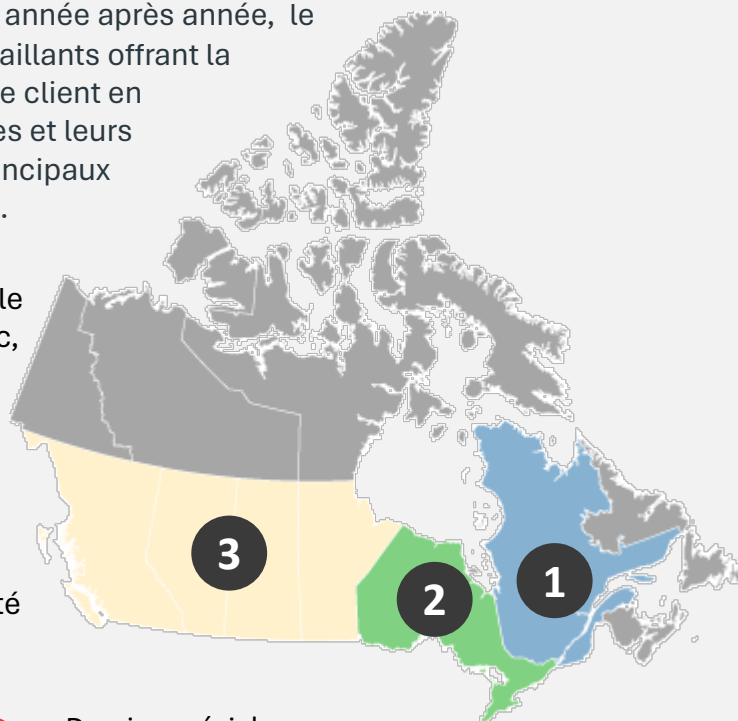 année après année, le
aillants offrant la
e client en
es et leurs
ncipaux
.
le
c,
3
2
1
té